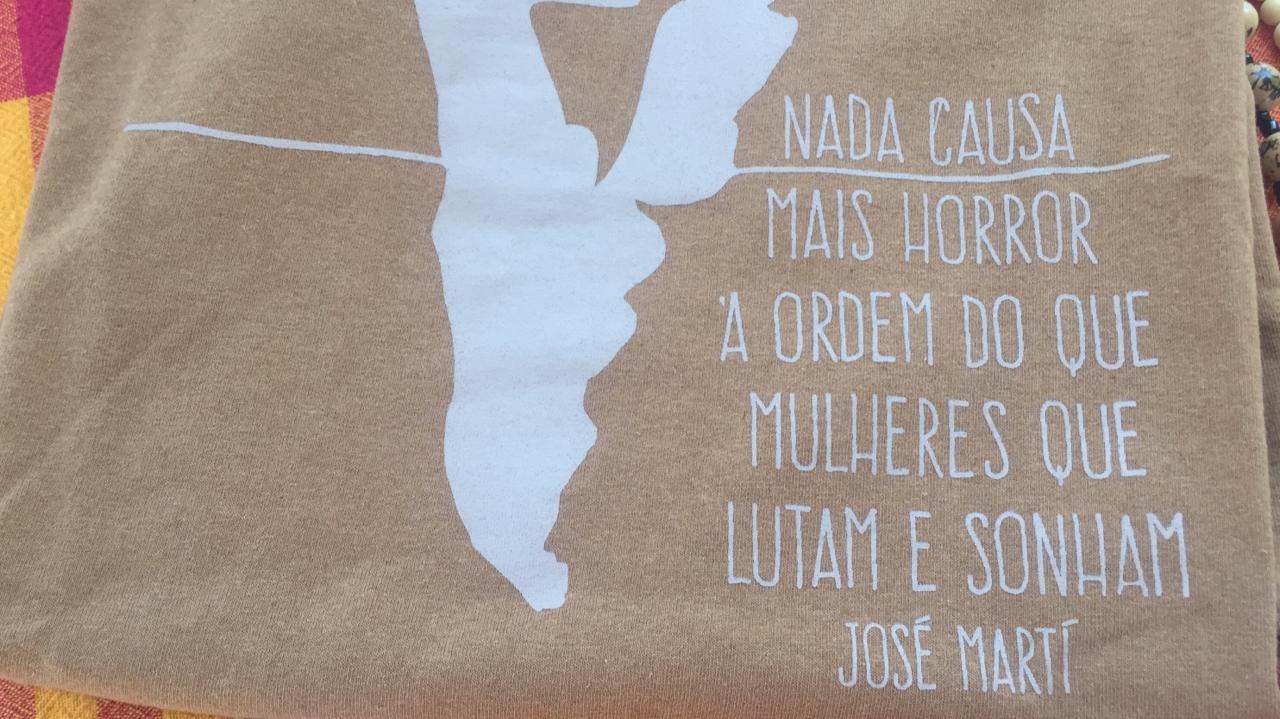 NADA CAUSA
MAIS HORROR
À ORDEM DO QUE
MULHERES QUE
LUTAM E SONHAM
JOSÉ MARTÍ